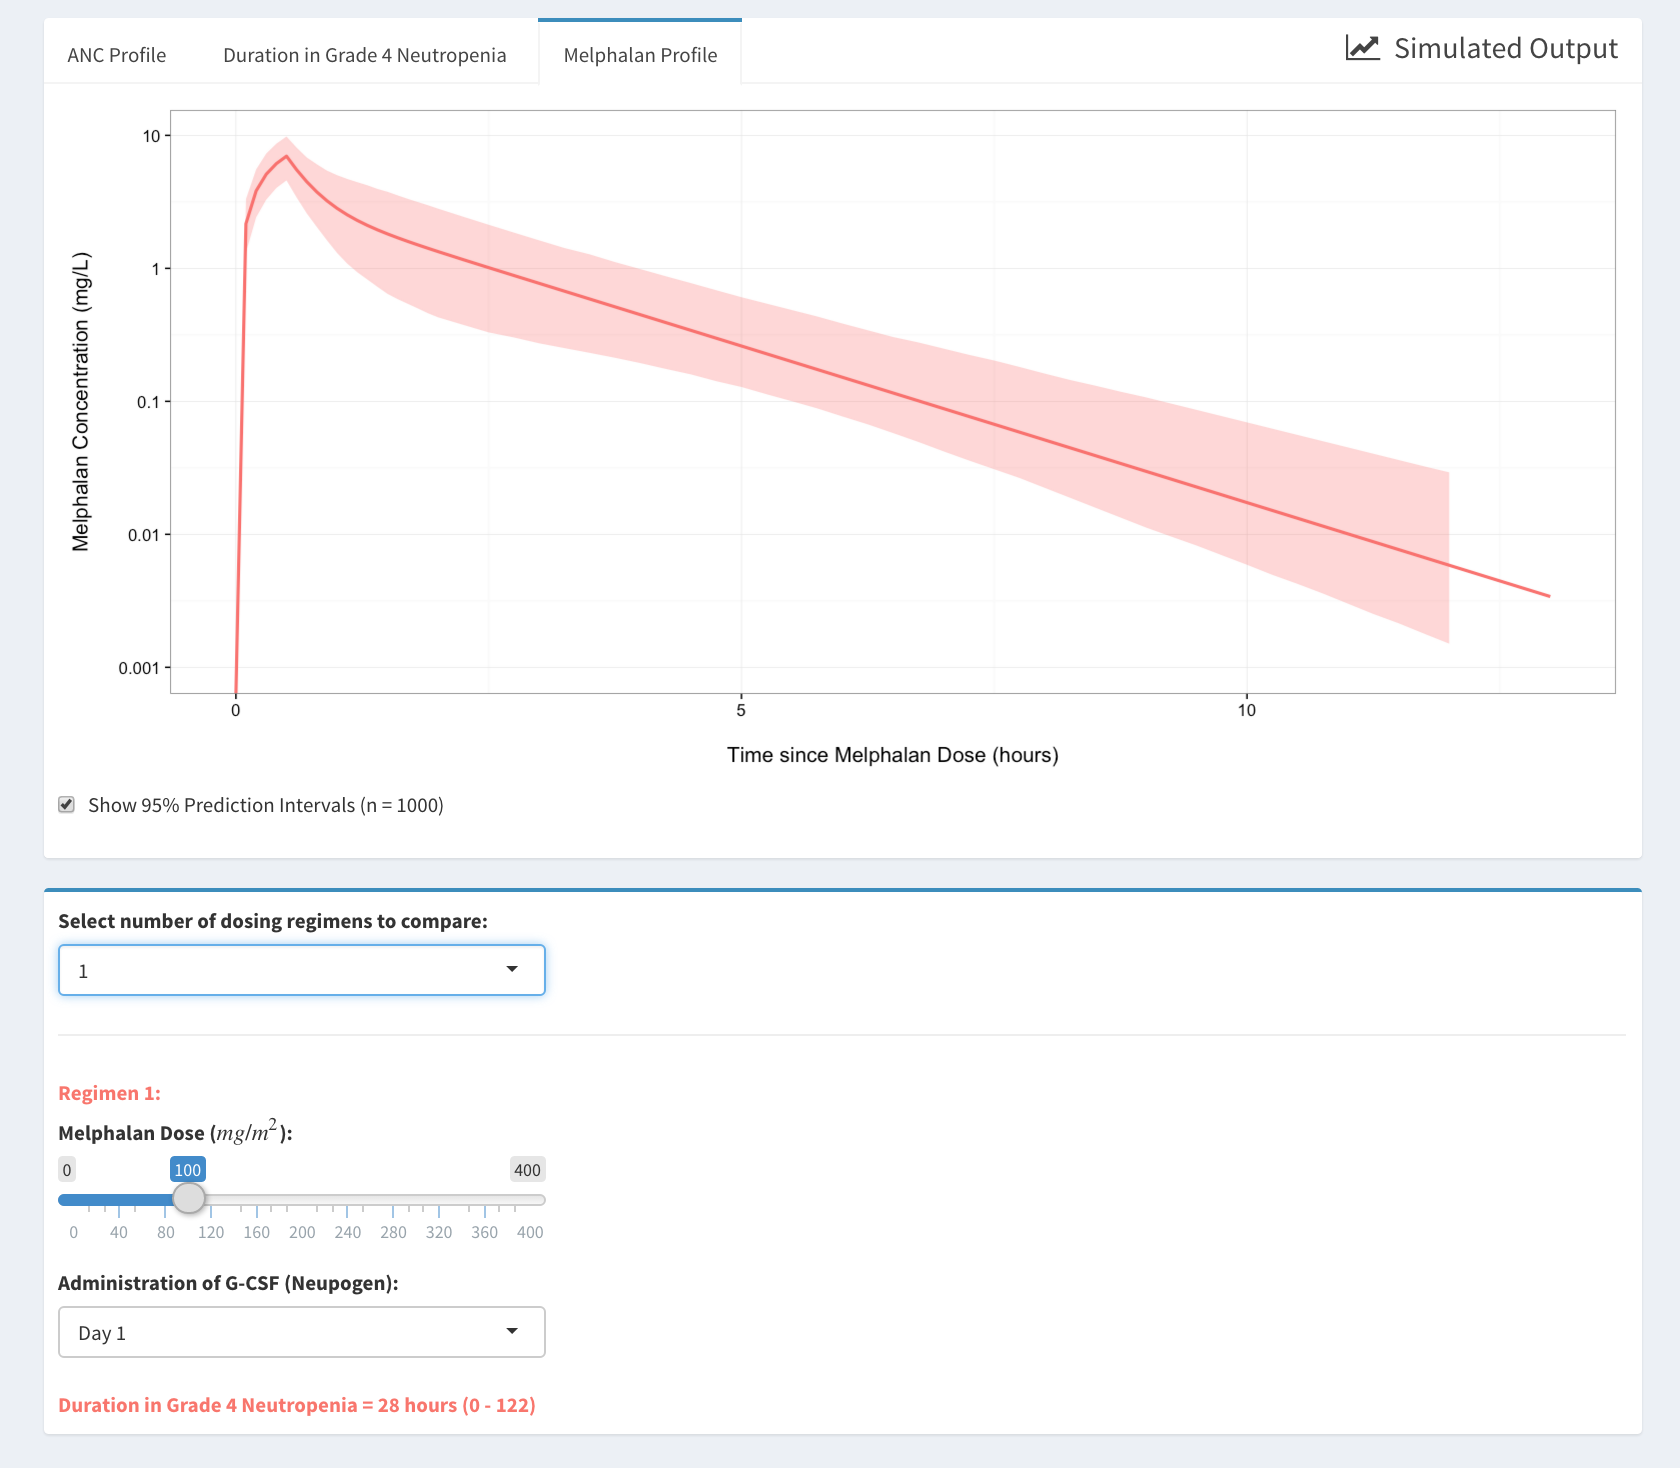 ANC Profile
Duration in Grade 4 Neutropenia
Melphalan Profile
Simulated Output
Melphalan Concentration (mg/L)
10
1
0.1
0.01
0.001
0 5 10
Time since Melphalan Dose (hours)
Show 95% Prediction Intervals (n = 1000)
Select number of dosing regimens to compare:
1
Regimen 1:
Melphalan Dose (mg/m²):
0 100 400
0 40 80 120 160 200 240 280 320 360 400
Administration of G-CSF (Neupogen):
Day 1
Duration in Grade 4 Neutropenia = 28 hours (0 - 122)